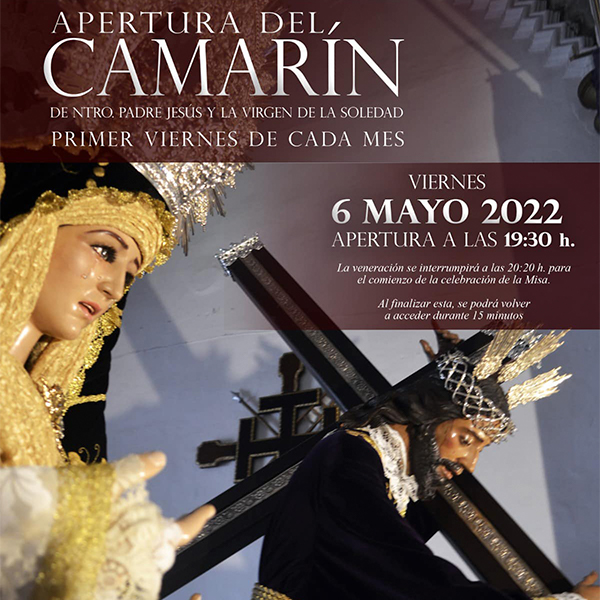 APERTURA DEL
CAMARÍN
DE NTRO. PADRE JESÚS Y LA VIRGEN DE LA SOLEDAD
PRIMER VIERNES DE CADA MES
VIERNES
6 MAYO 2022
APERTURA A LAS 19:30 h.
La veneración se interrumpirá a las 20:20 h. para
el comienzo de la celebración de la Misa.
Al finalizar esta, se podrá volver
a acceder durante 15 minutos